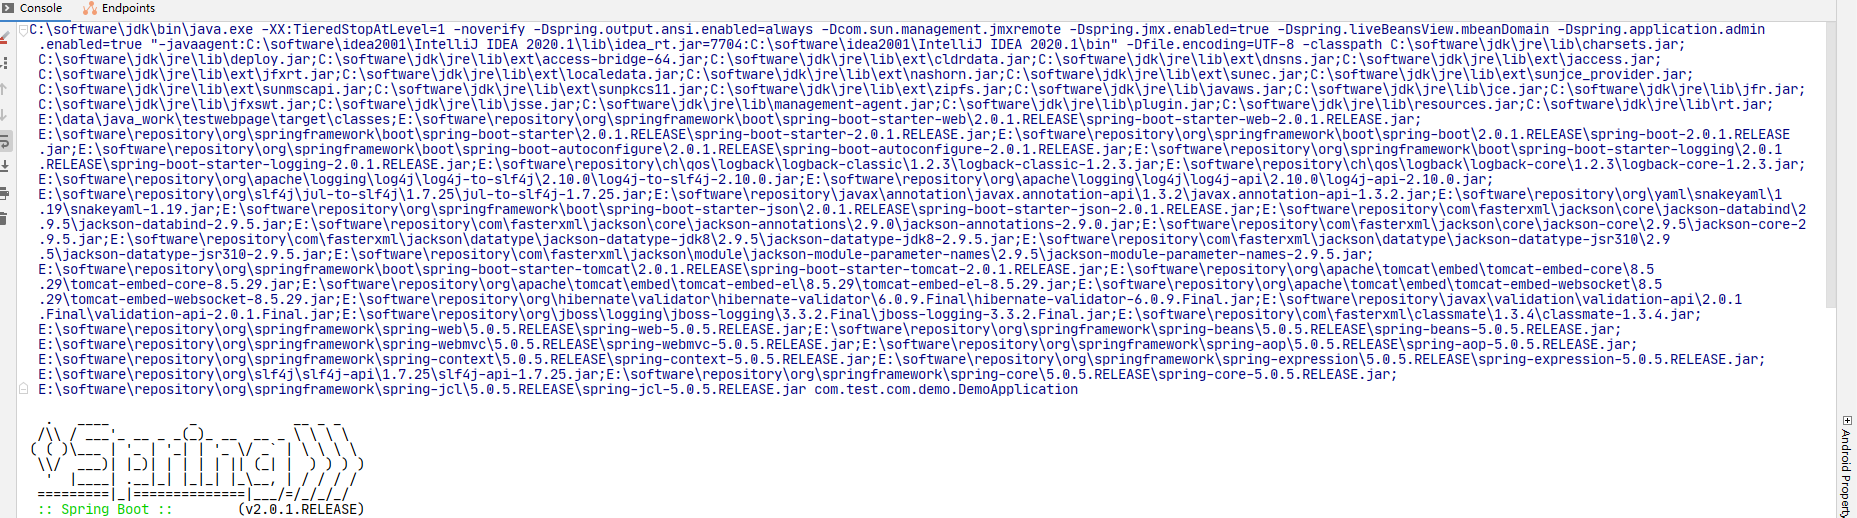 Console Endpoints
C:\software\jdk\bin\java.exe -XX:TieredStopAtLevel=1 -noverify -Dspring.output.ansi.enabled=always -Dcom.sun.management.jmxremote -Dspring.jmx.enabled=true -Dspring.liveBeansView.mbeanDomain -Dspring.application.admin
.enabled=true "-javaagent:C:\software\idea2001\IntelliJ IDEA 2020.1\lib\idea_rt.jar=7704:C:\software\idea2001\IntelliJ IDEA 2020.1\bin" -Dfile.encoding=UTF-8 -classpath C:\software\jdk\jre\lib\charsets.jar;
C:\software\jdk\jre\lib\deploy.jar;C:\software\jdk\jre\lib\ext\access-bridge-64.jar;C:\software\jdk\jre\lib\ext\cldrdata.jar;C:\software\jdk\jre\lib\ext\dnsns.jar;C:\software\jdk\jre\lib\ext\jaccess.jar;
C:\software\jdk\jre\lib\ext\jfxrt.jar;C:\software\jdk\jre\lib\ext\localedata.jar;C:\software\jdk\jre\lib\ext\nashorn.jar;C:\software\jdk\jre\lib\ext\sunec.jar;C:\software\jdk\jre\lib\ext\sunjce_provider.jar;
C:\software\jdk\jre\lib\ext\sunmscapi.jar;C:\software\jdk\jre\lib\ext\sunpkcs11.jar;C:\software\jdk\jre\lib\ext\zipfs.jar;C:\software\jdk\jre\lib\javaws.jar;C:\software\jdk\jre\lib\jce.jar;C:\software\jdk\jre\lib\jfr.jar;
C:\software\jdk\jre\lib\jfxswt.jar;C:\software\jdk\jre\lib\jsse.jar;C:\software\jdk\jre\lib\management-agent.jar;C:\software\jdk\jre\lib\plugin.jar;C:\software\jdk\jre\lib\resources.jar;C:\software\jdk\jre\lib\rt.jar;
E:\data\java_work\testwebpage\target\classes;E:\software\repository\org\springframework\boot\spring-boot-starter-web\2.0.1.RELEASE\spring-boot-starter-web-2.0.1.RELEASE.jar;
E:\software\repository\org\springframework\boot\spring-boot-starter\2.0.1.RELEASE\spring-boot-starter-2.0.1.RELEASE.jar;E:\software\repository\org\springframework\boot\spring-boot\2.0.1.RELEASE\spring-boot-2.0.1.RELEASE
.jar;E:\software\repository\org\springframework\boot\spring-boot-autoconfigure\2.0.1.RELEASE\spring-boot-autoconfigure-2.0.1.RELEASE.jar;E:\software\repository\org\springframework\boot\spring-boot-starter-logging\2.0.1
.RELEASE\spring-boot-starter-logging-2.0.1.RELEASE.jar;E:\software\repository\ch\qos\logback\logback-classic\1.2.3\logback-classic-1.2.3.jar;E:\software\repository\ch\qos\logback\logback-core\1.2.3\logback-core-1.2.3.jar;
E:\software\repository\org\apache\logging\log4j\log4j-to-slf4j\2.10.0\log4j-to-slf4j-2.10.0.jar;E:\software\repository\org\apache\logging\log4j\log4j-api\2.10.0\log4j-api-2.10.0.jar;
E:\software\repository\org\slf4j\jul-to-slf4j\1.7.25\jul-to-slf4j-1.7.25.jar;E:\software\repository\javax\annotation\javax.annotation-api\1.3.2\javax.annotation-api-1.3.2.jar;E:\software\repository\org\yaml\snakeyaml\1
.19\snakeyaml-1.19.jar;E:\software\repository\org\springframework\boot\spring-boot-starter-json\2.0.1.RELEASE\spring-boot-starter-json-2.0.1.RELEASE.jar;E:\software\repository\com\fasterxml\jackson\core\jackson-databind\2
.9.5\jackson-databind-2.9.5.jar;E:\software\repository\com\fasterxml\jackson\core\jackson-annotations\2.9.0\jackson-annotations-2.9.0.jar;E:\software\repository\com\fasterxml\jackson\core\jackson-core\2.9.5\jackson-core-2
.9.5.jar;E:\software\repository\com\fasterxml\jackson\datatype\jackson-datatype-jdk8\2.9.5\jackson-datatype-jdk8-2.9.5.jar;E:\software\repository\com\fasterxml\jackson\datatype\jackson-datatype-jsr310\2.9
.5\jackson-datatype-jsr310-2.9.5.jar;E:\software\repository\com\fasterxml\jackson\module\jackson-module-parameter-names\2.9.5\jackson-module-parameter-names-2.9.5.jar;
E:\software\repository\org\springframework\boot\spring-boot-starter-tomcat\2.0.1.RELEASE\spring-boot-starter-tomcat-2.0.1.RELEASE.jar;E:\software\repository\org\apache\tomcat\embed\tomcat-embed-core\8.5
.29\tomcat-embed-core-8.5.29.jar;E:\software\repository\org\apache\tomcat\embed\tomcat-embed-el\8.5.29\tomcat-embed-el-8.5.29.jar;E:\software\repository\org\apache\tomcat\embed\tomcat-embed-websocket\8.5
.29\tomcat-embed-websocket-8.5.29.jar;E:\software\repository\org\hibernate\validator\hibernate-validator\6.0.9.Final\hibernate-validator-6.0.9.Final.jar;E:\software\repository\javax\validation\validation-api\2.0.1
.Final\validation-api-2.0.1.Final.jar;E:\software\repository\org\jboss\logging\jboss-logging\3.3.2.Final\jboss-logging-3.3.2.Final.jar;E:\software\repository\com\fasterxml\classmate\1.3.4\classmate-1.3.4.jar;
E:\software\repository\org\springframework\spring-web\5.0.5.RELEASE\spring-web-5.0.5.RELEASE.jar;E:\software\repository\org\springframework\spring-beans\5.0.5.RELEASE\spring-beans-5.0.5.RELEASE.jar;
E:\software\repository\org\springframework\spring-webmvc\5.0.5.RELEASE\spring-webmvc-5.0.5.RELEASE.jar;E:\software\repository\org\springframework\spring-aop\5.0.5.RELEASE\spring-aop-5.0.5.RELEASE.jar;
E:\software\repository\org\springframework\spring-context\5.0.5.RELEASE\spring-context-5.0.5.RELEASE.jar;E:\software\repository\org\springframework\spring-expression\5.0.5.RELEASE\spring-expression-5.0.5.RELEASE.jar;
E:\software\repository\org\slf4j\slf4j-api\1.7.25\slf4j-api-1.7.25.jar;E:\software\repository\org\springframework\spring-core\5.0.5.RELEASE\spring-core-5.0.5.RELEASE.jar;
E:\software\repository\org\springframework\spring-jcl\5.0.5.RELEASE\spring-jcl-5.0.5.RELEASE.jar com.test.com.demo.DemoApplication
:: Spring Boot :: (v2.0.1.RELEASE)
Android Property